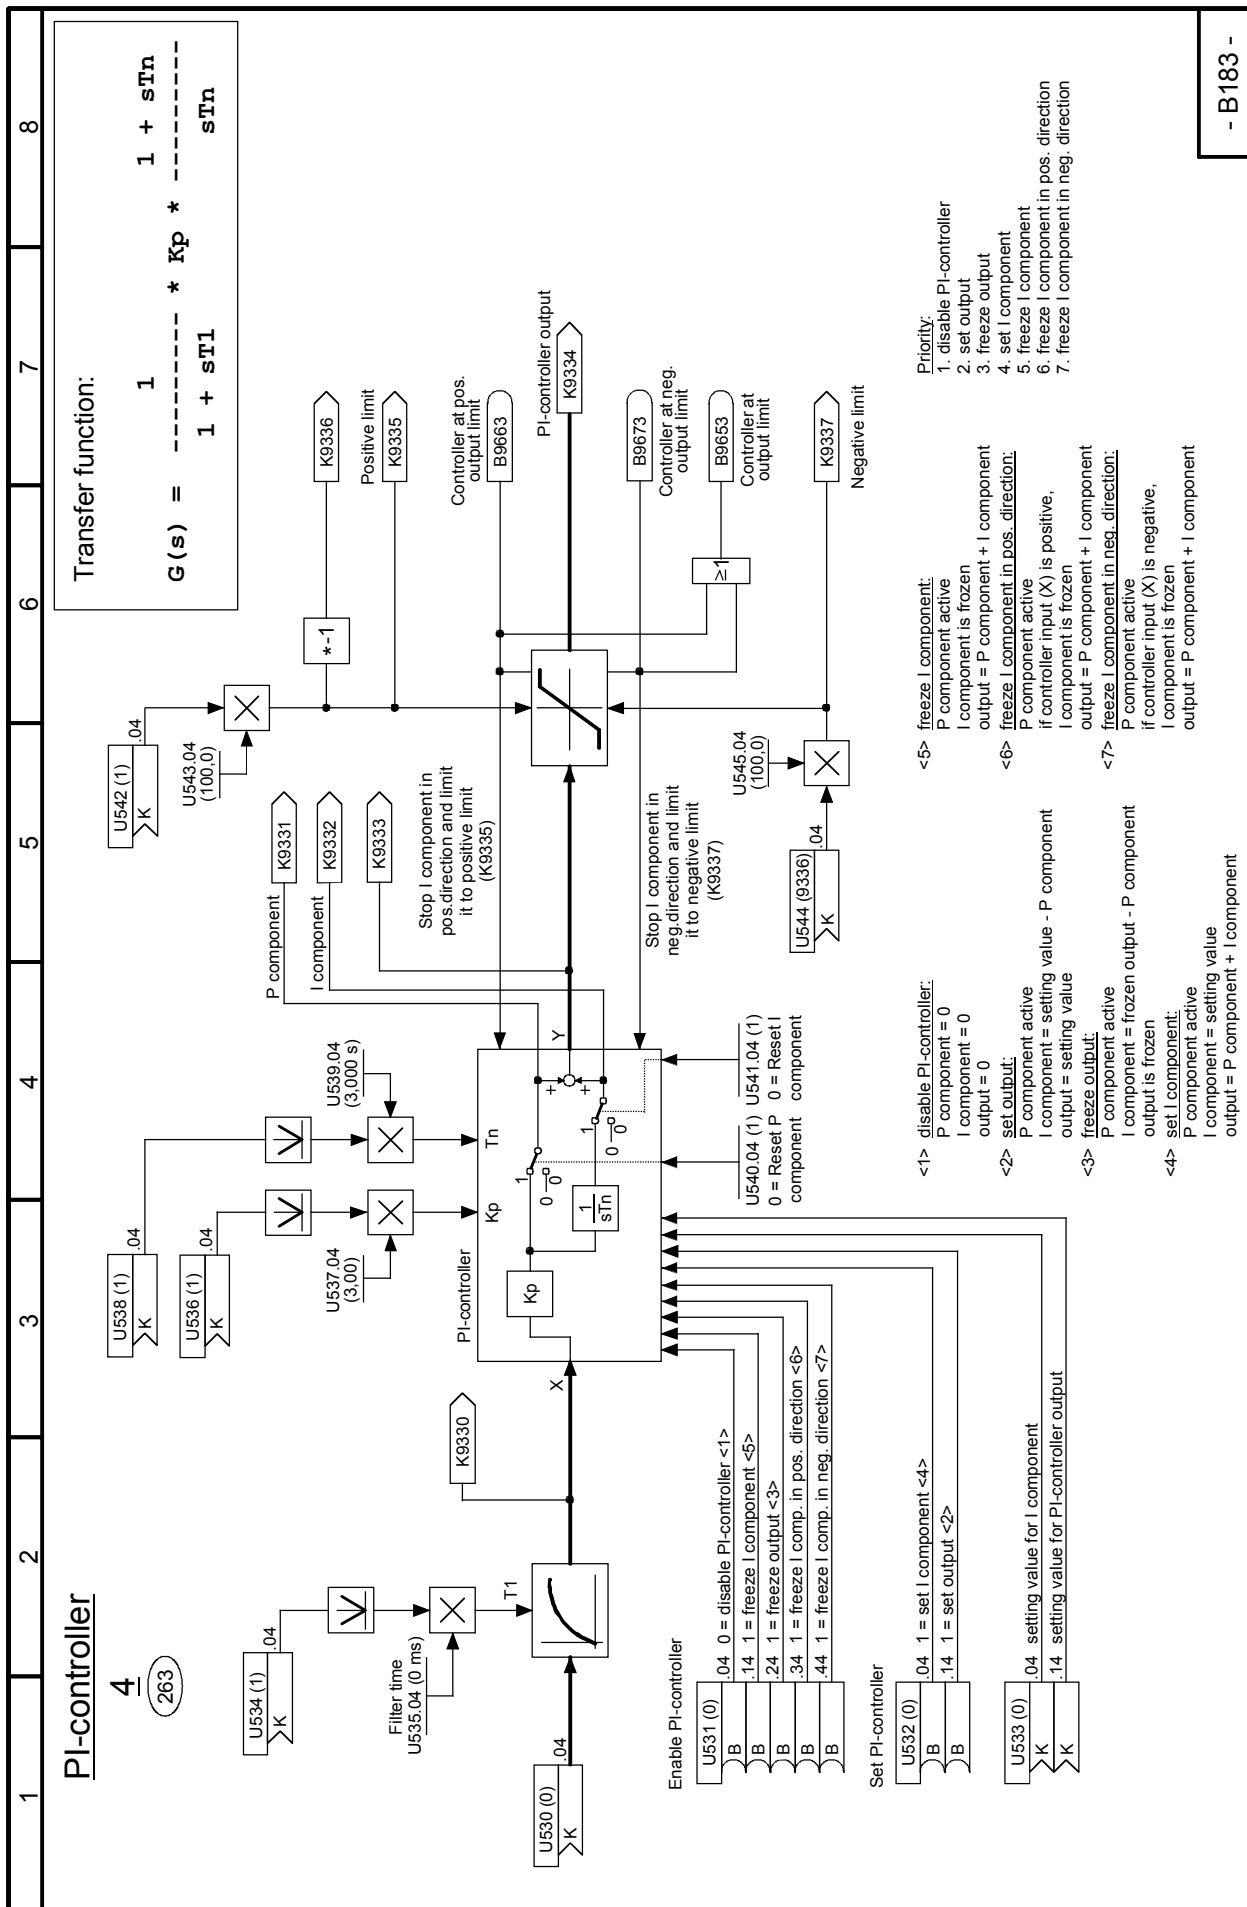 1
2
3
4
5
6
7
8
PI-controller
4
263
Transfer function:
1 1 + sTn
G(s) = --------- * Kp * ----------
1 + sT1 sTn
U534 (1)
K
.04
Filter time
U535.04 (0 ms)
T1
U530 (0)
K
.04
K9330
X
U538 (1)
K
.04
U536 (1)
K
.04
U537.04
(3,00)
U539.04
(3,000 s)
PI-controller
Kp
Tn
Kp
1
sTn
1
0
0
1
0
0
+
+
Y
U540.04 (1)
0 = Reset P
component
U541.04 (1)
0 = Reset I
component
P component
K9331
I component
K9332
K9333
Stop I component in
pos.direction and limit
it to positive limit
(K9335)
Stop I component in
neg.direction and limit
it to negative limit
(K9337)
U542 (1)
K
.04
U543.04
(100,0)
*-1
K9336
Positive limit
K9335
Controller at pos.
output limit
B9663
PI-controller output
K9334
B9673
Controller at neg.
output limit
≥1
B9653
Controller at
output limit
K9337
Negative limit
U545.04
(100,0)
U544 (9336)
K
.04
Enable PI-controller
U531 (0)
B .04 0 = disable PI-controller <1>
B .14 1 = freeze I component <5>
B .24 1 = freeze output <3>
B .34 1 = freeze I comp. in pos. direction <6>
B .44 1 = freeze I comp. in neg. direction <7>
Set PI-controller
U532 (0)
B .04 1 = set I component <4>
B .14 1 = set output <2>
U533 (0)
K .04 setting value for I component
K .14 setting value for PI-controller output
<1> disable PI-controller:
P component = 0
I component = 0
output = 0
<2> set output:
P component active
I component = setting value - P component
output = setting value
<3> freeze output:
P component active
I component = frozen output - P component
output is frozen
<4> set I component:
P component active
I component = setting value
output = P component + I component
<5> freeze I component:
P component active
I component is frozen
output = P component + I component
<6> freeze I component in pos. direction:
P component active
if controller input (X) is positive,
I component is frozen
output = P component + I component
<7> freeze I component in neg. direction:
P component active
if controller input (X) is negative,
I component is frozen
output = P component + I component
Priority:
1. disable PI-controller
2. set output
3. freeze output
4. set I component
5. freeze I component
6. freeze I component in pos. direction
7. freeze I component in neg. direction
- B183 -